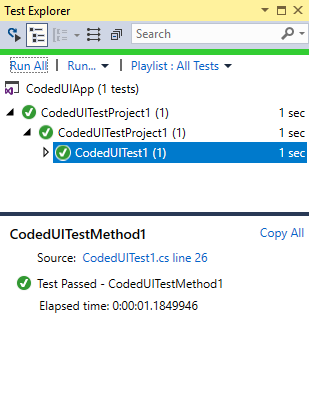 Test Explorer
Search
Run All | Run... | Playlist : All Tests
CodedUIApp (1 tests)
CodedUITestProject1 (1) 1 sec
CodedUITestProject1 (1) 1 sec
CodedUITest1 (1) 1 sec
CodedUITestMethod1 Copy All
Source: CodedUITest1.cs line 26
Test Passed - CodedUITestMethod1
Elapsed time: 0:00:01.1849946